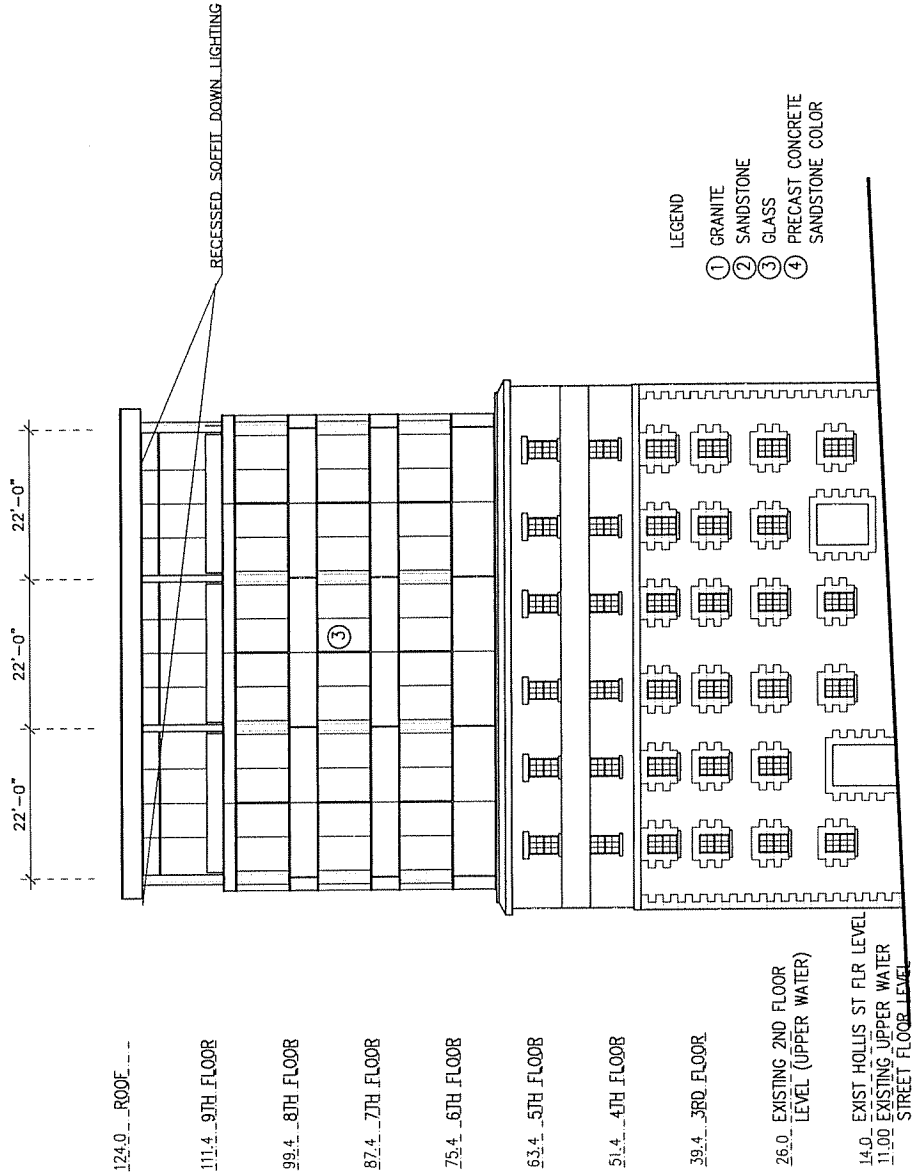 22'-0"
22'-0"
22'-0"
RECESSED SOFFIT DOWN LIGHTING
124.0 ROOF
111.4 9TH FLOOR
99.4 8TH FLOOR
87.4 7TH FLOOR
75.4 6TH FLOOR
63.4 5TH FLOOR
51.4 4TH FLOOR
39.4 3RD FLOOR
26.0 EXISTING 2ND FLOOR
LEVEL (UPPER WATER)
14.0 EXIST HOLLIS ST FLR LEVEL
11.00 EXISTING UPPER WATER
STREET FLOOR LEVEL
3
LEGEND
1 GRANITE
2 SANDSTONE
3 GLASS
4 PRECAST CONCRETE
SANDSTONE COLOR